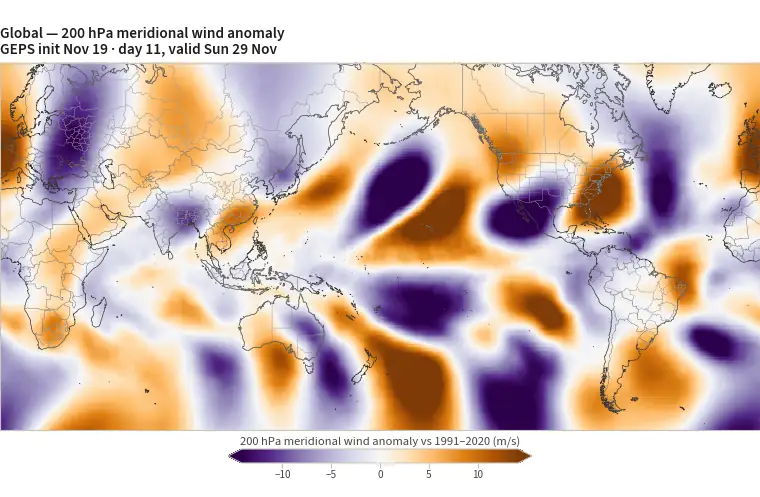 Global — 200 hPa meridional wind anomaly
GEPS init Nov 19 · day 11, valid Sun 29 Nov
200 hPa meridional wind anomaly vs 1991–2020 (m/s)
−10 −5 0 5 10